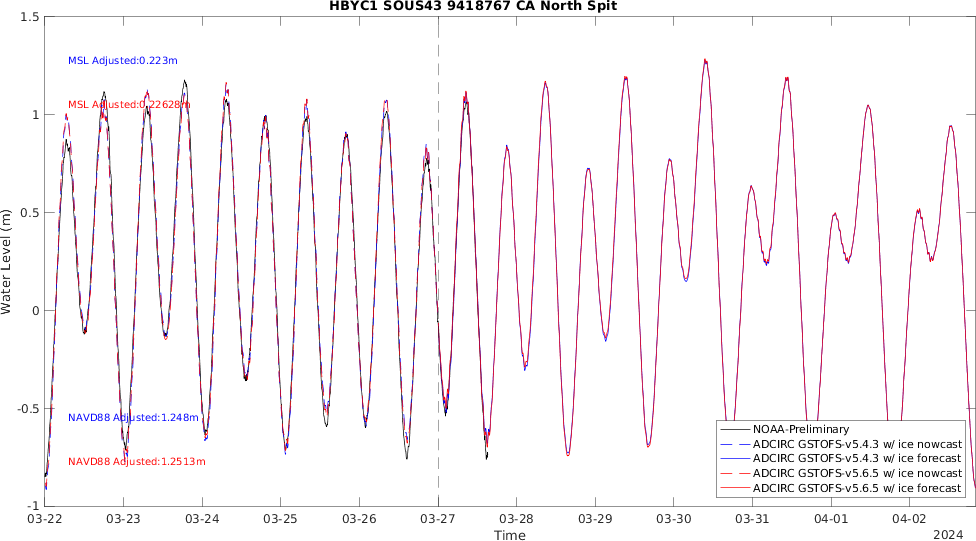 HBYC1 SOUS43 9418767 CA North Spit
1.5
MSL Adjusted:0.223m
MSL Adjusted:0.22628m
1
0.5
Water Level (m)
0
-0.5
NAVD88 Adjusted:1.248m
NAVD88 Adjusted:1.2513m
-1
NOAA-Preliminary
ADCIRC GSTOFS-v5.4.3 w/ ice nowcast
ADCIRC GSTOFS-v5.4.3 w/ ice forecast
ADCIRC GSTOFS-v5.6.5 w/ ice nowcast
ADCIRC GSTOFS-v5.6.5 w/ ice forecast
03-22 03-23 03-24 03-25 03-26 03-27 03-28 03-29 03-30 03-31 04-01 04-02
Time
2024